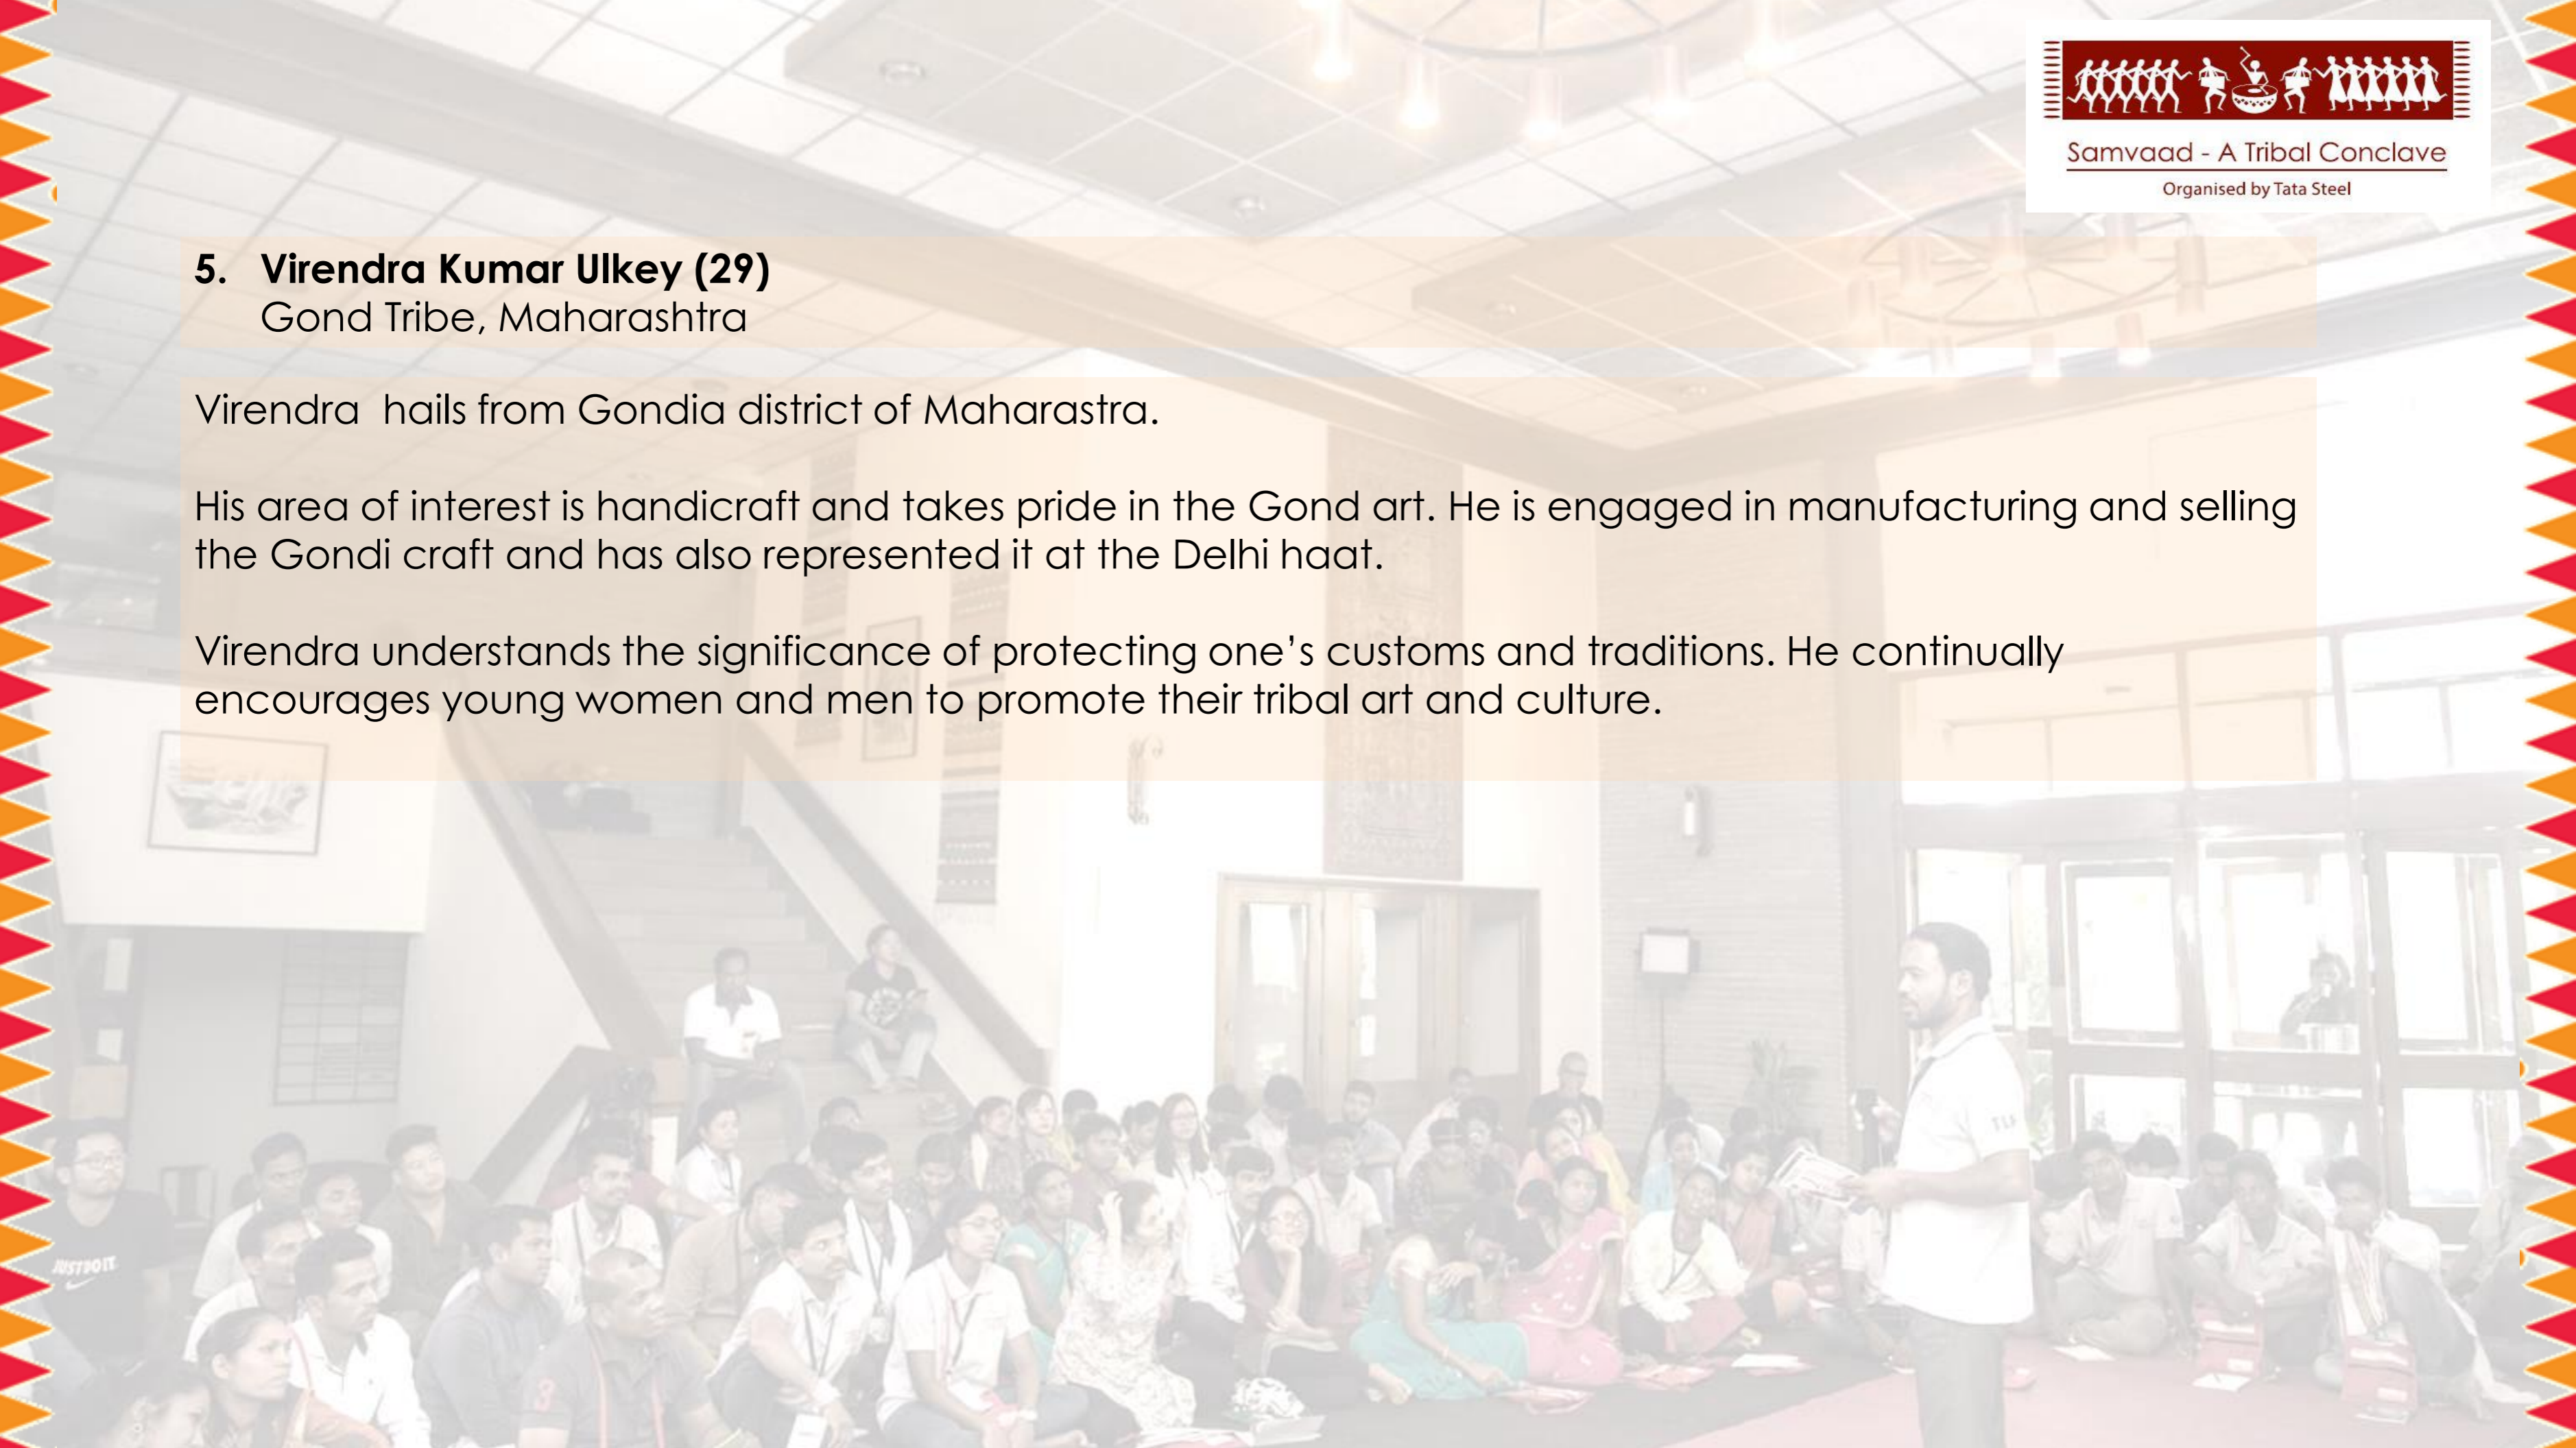 Samvaad - A Tribal Conclave
Organised by Tata Steel
5. Virendra Kumar Ulkey (29)
Gond Tribe, Maharashtra
Virendra  hails from Gondia district of Maharastra.
His area of interest is handicraft and takes pride in the Gond art. He is engaged in manufacturing and selling
the Gondi craft and has also represented it at the Delhi haat.
Virendra understands the significance of protecting one’s customs and traditions. He continually
encourages young women and men to promote their tribal art and culture.
JUST DO IT